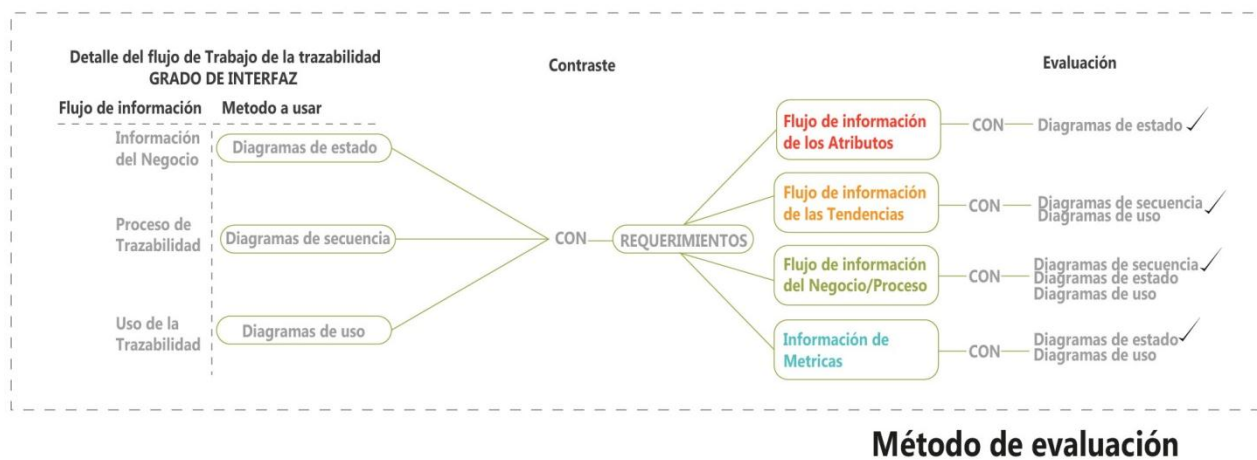 Detalle del flujo de Trabajo de la trazabilidad
GRADO DE INTERFAZ
Flujo de información
Metodo a usar
Información
del Negocio
Diagramas de estado
Proceso de
Trazabilidad
Diagramas de secuencia
Uso de la
Trazabilidad
Diagramas de uso
Contraste
CON
REQUERIMIENTOS
Evaluación
Flujo de información
de los Atributos
CON
Diagramas de estado
Flujo de información
de las Tendencias
CON
Diagramas de secuencia
Diagramas de uso
Flujo de información
del Negocio/Proceso
CON
Diagramas de secuencia
Diagramas de estado
Diagramas de uso
Información de
Metricas
CON
Diagramas de estado
Diagramas de uso
Método de evaluación